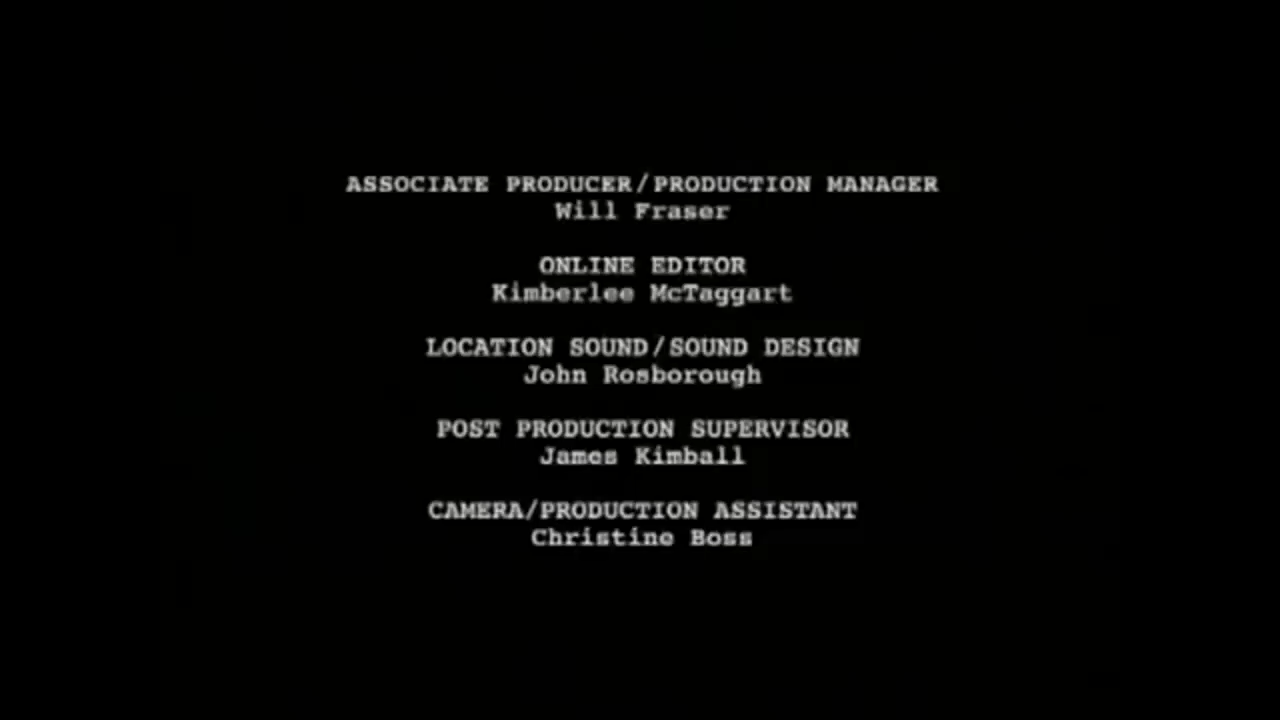 ASSOCIATE PRODUCER/PRODUCTION MANAGER
Will Fraser
ONLINE EDITOR
Kimberlee McTaggart
LOCATION SOUND/SOUND DESIGN
John Rosborough
POST PRODUCTION SUPERVISOR
James Kimball
CAMERA/PRODUCTION ASSISTANT
Christine Boss